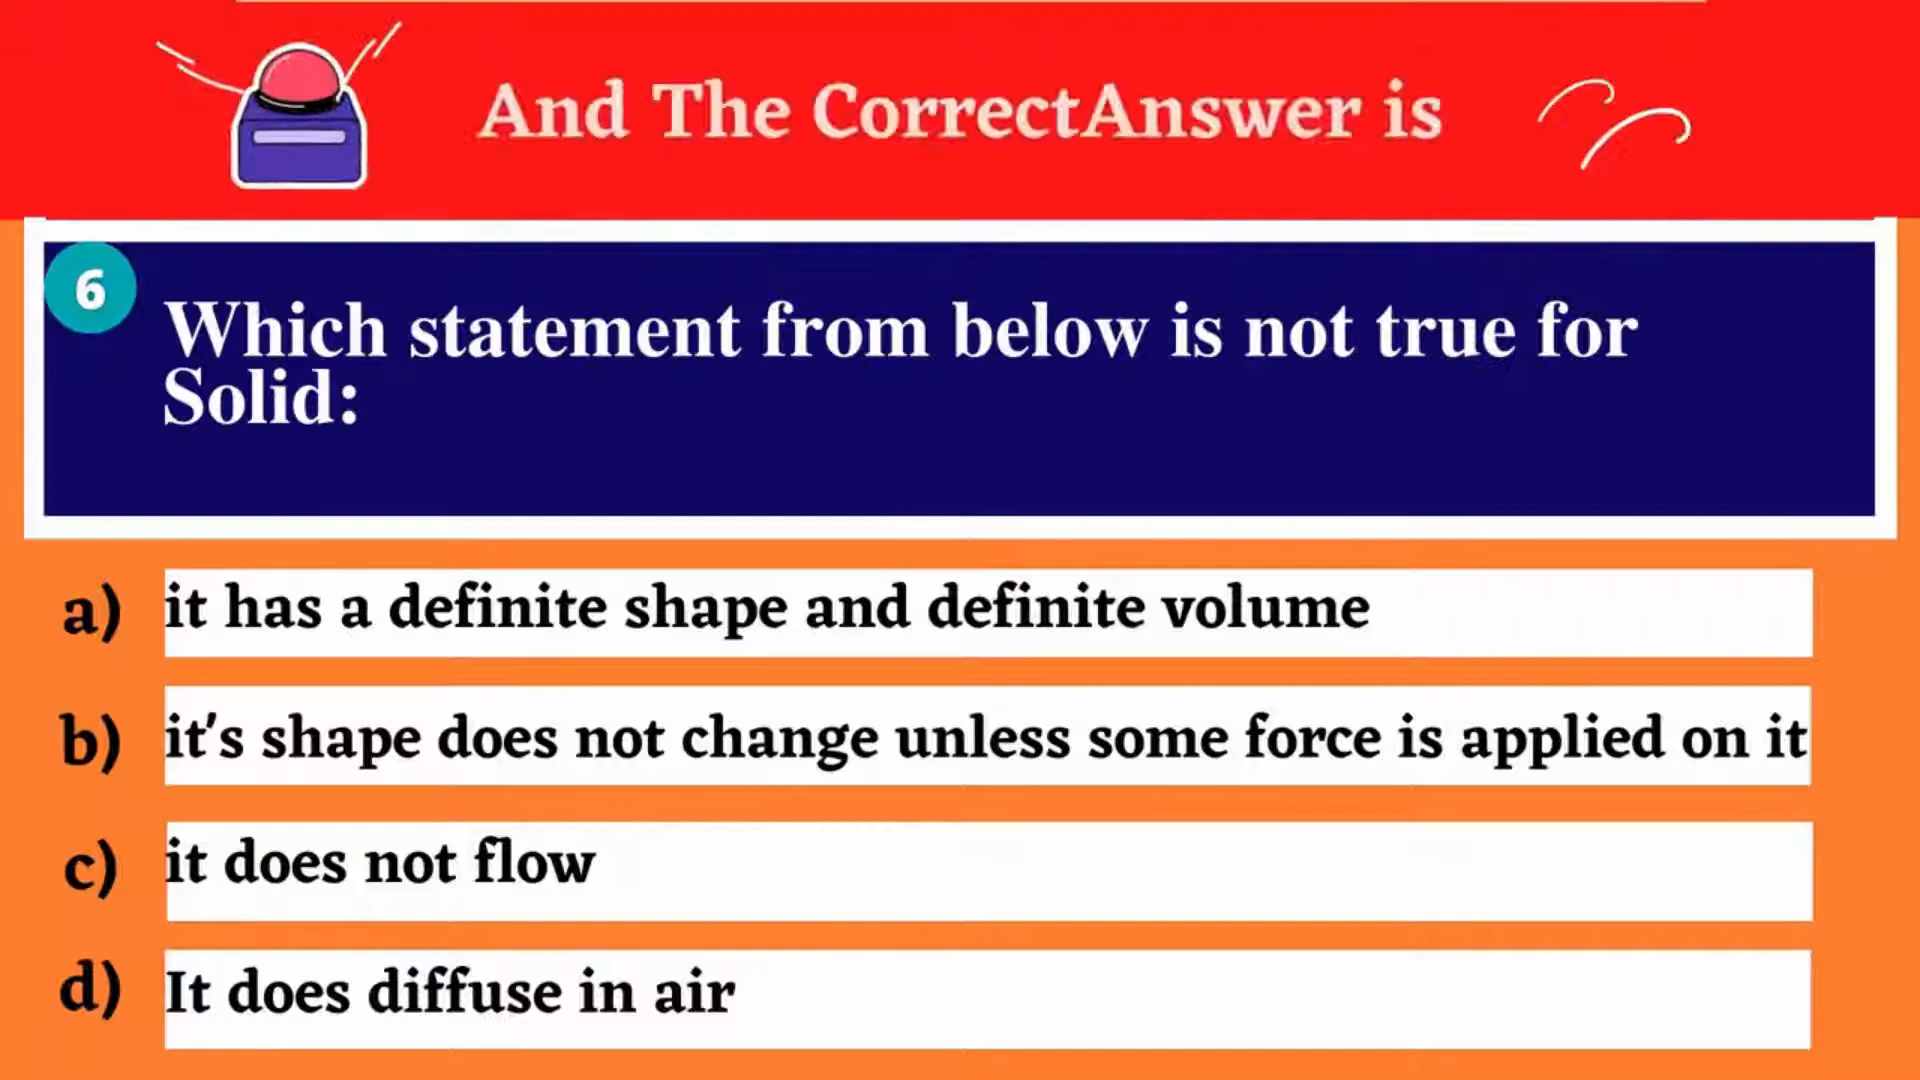 And The CorrectAnswer is
6
Which statement from below is not true for
Solid:
a) it has a definite shape and definite volume
b) it's shape does not change unless some force is applied on it
c) it does not flow
d) It does diffuse in air